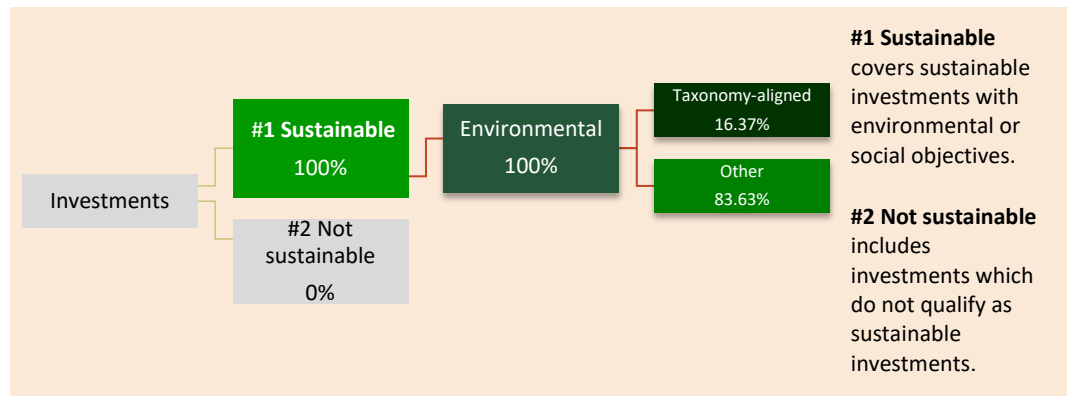 Investments
#1 Sustainable
100%
#2 Not
sustainable
0%
Environmental
100%
Taxonomy-aligned
16.37%
Other
83.63%
#1 Sustainable
covers sustainable
investments with
environmental or
social objectives.
#2 Not sustainable
includes
investments which
do not qualify as
sustainable
investments.